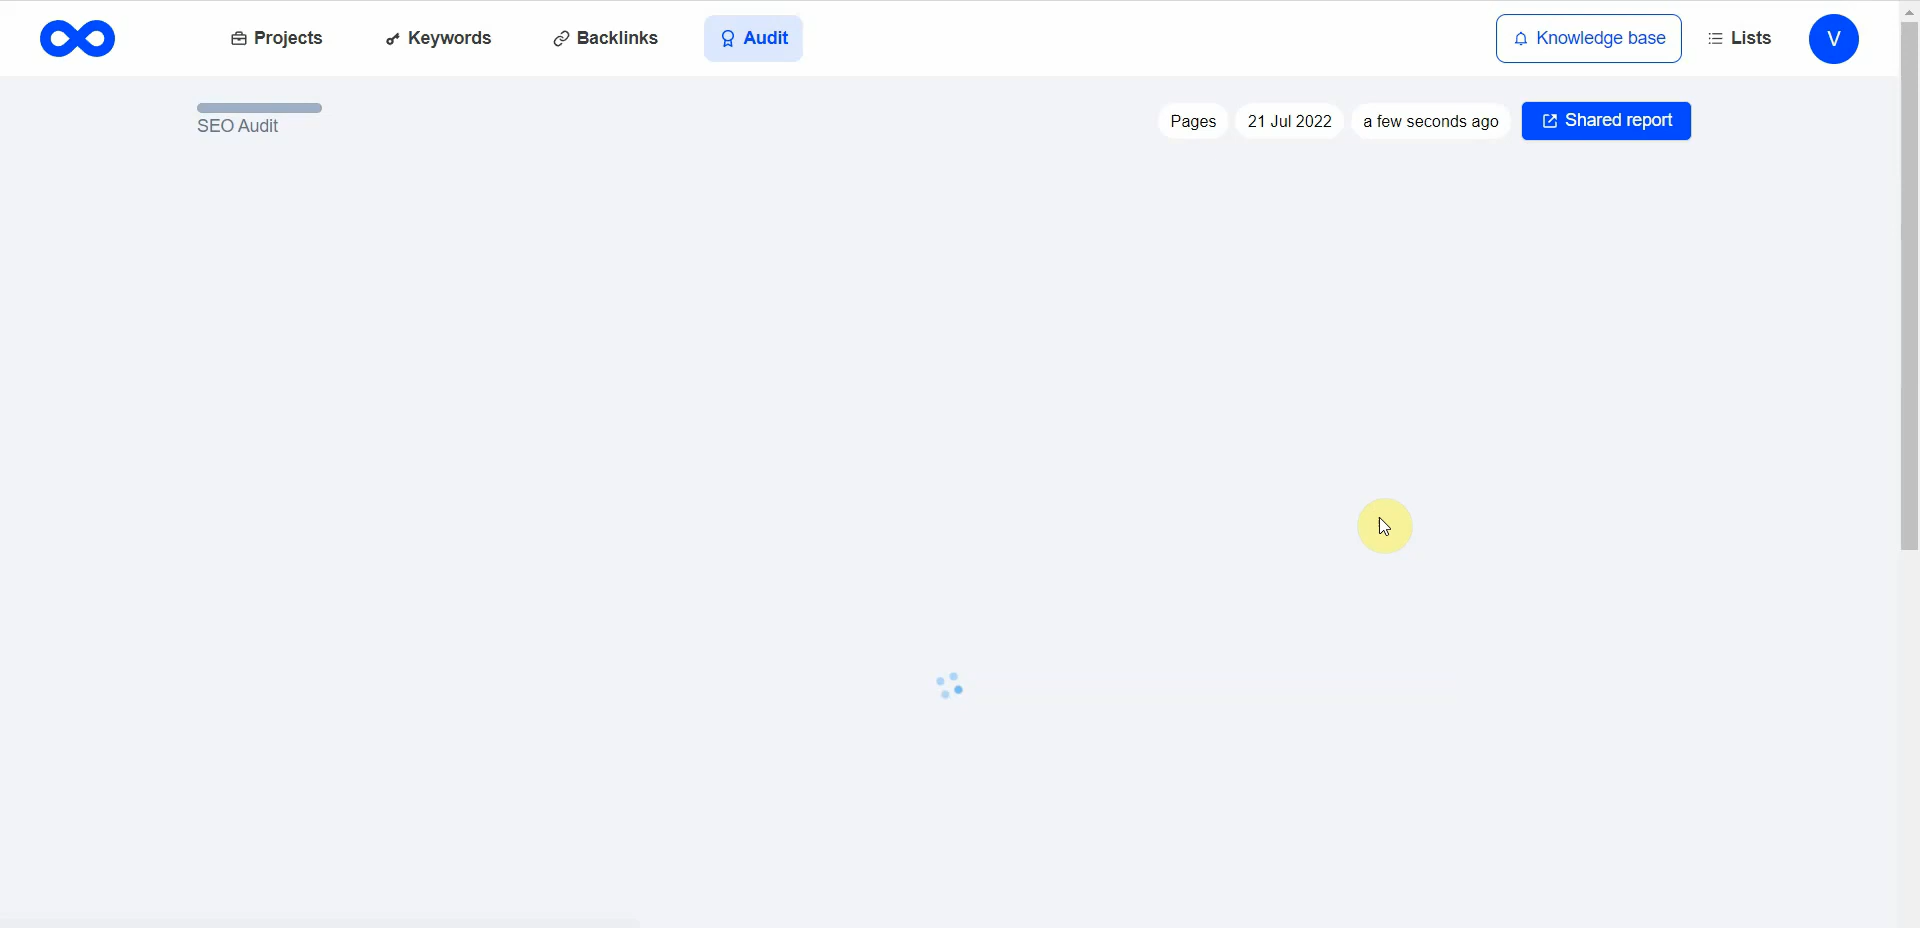 Projects Keywords Backlinks Audit Knowledge base Lists V
SEO Audit
Pages 21 Jul 2022 a few seconds ago Shared report